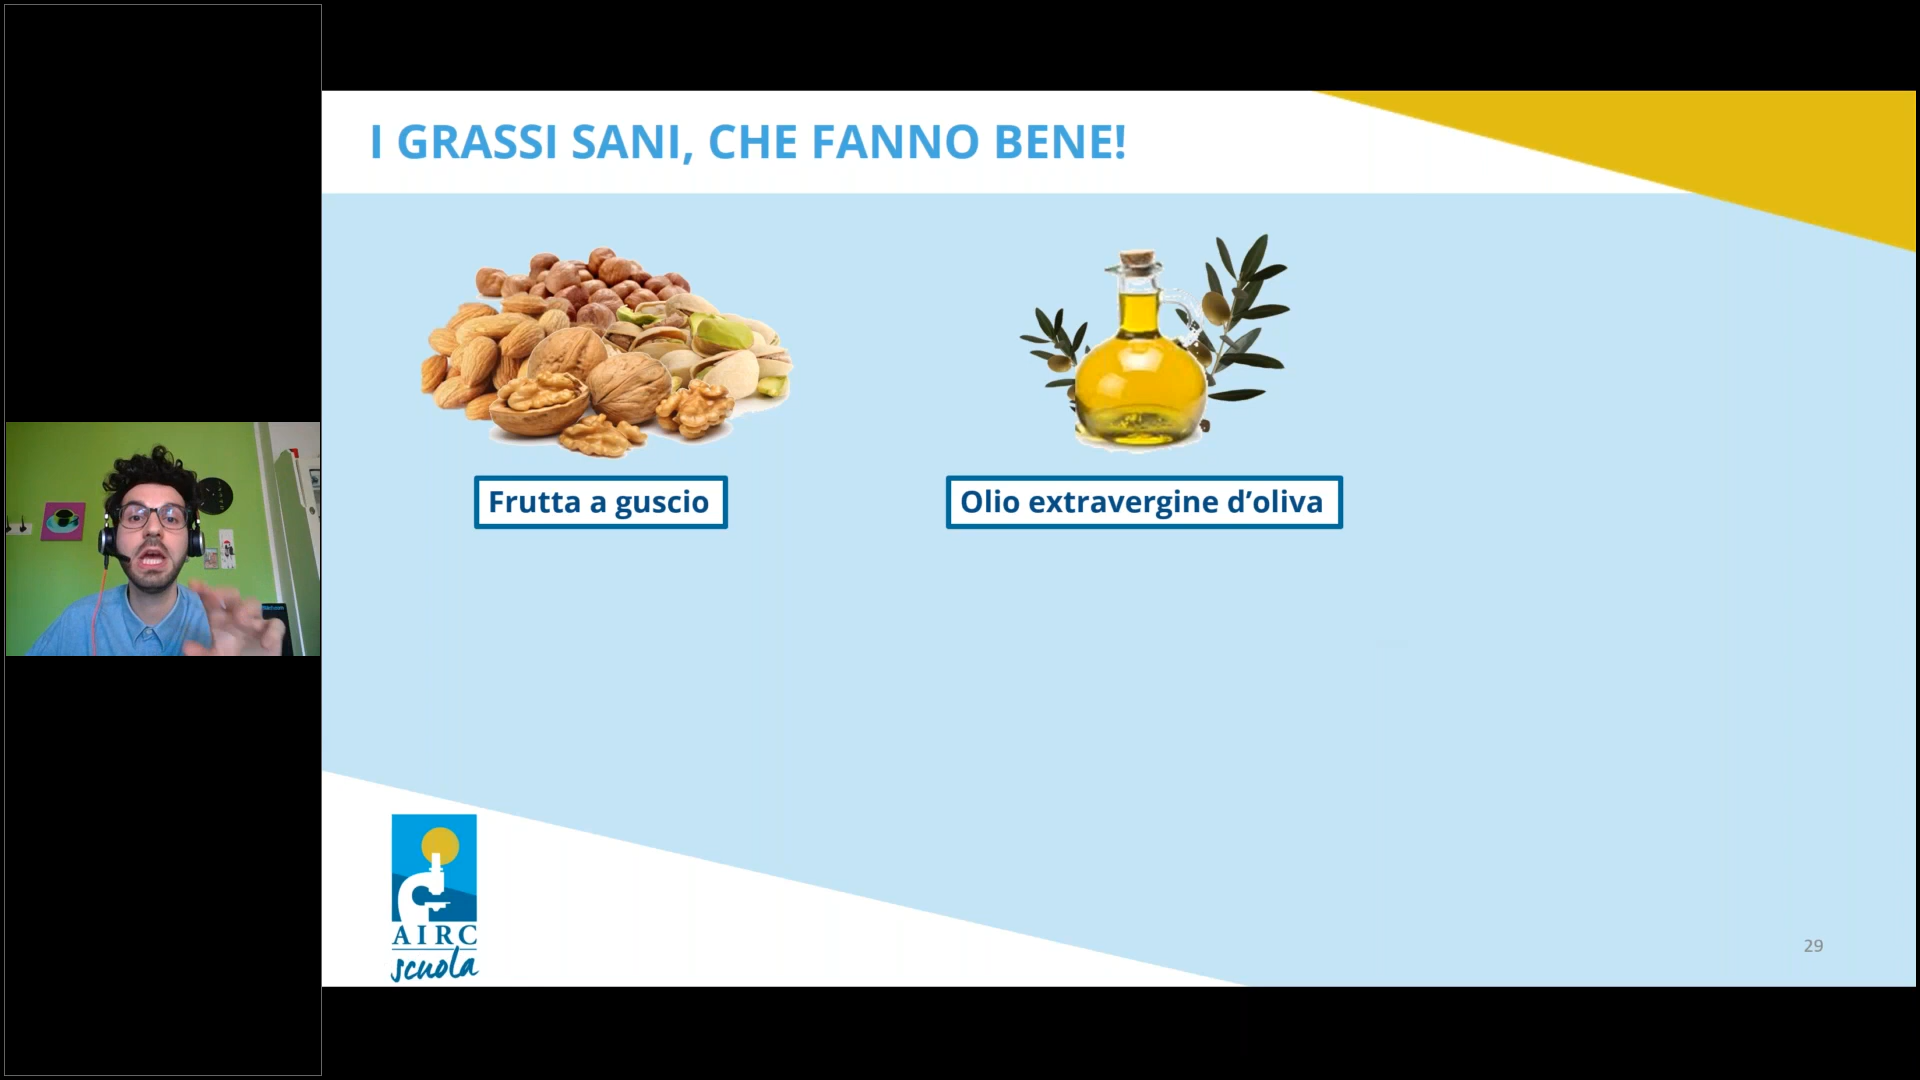 I GRASSI SANI, CHE FANNO BENE!
Frutta a guscio
Olio extravergine d’oliva
AIRC
scuola
29